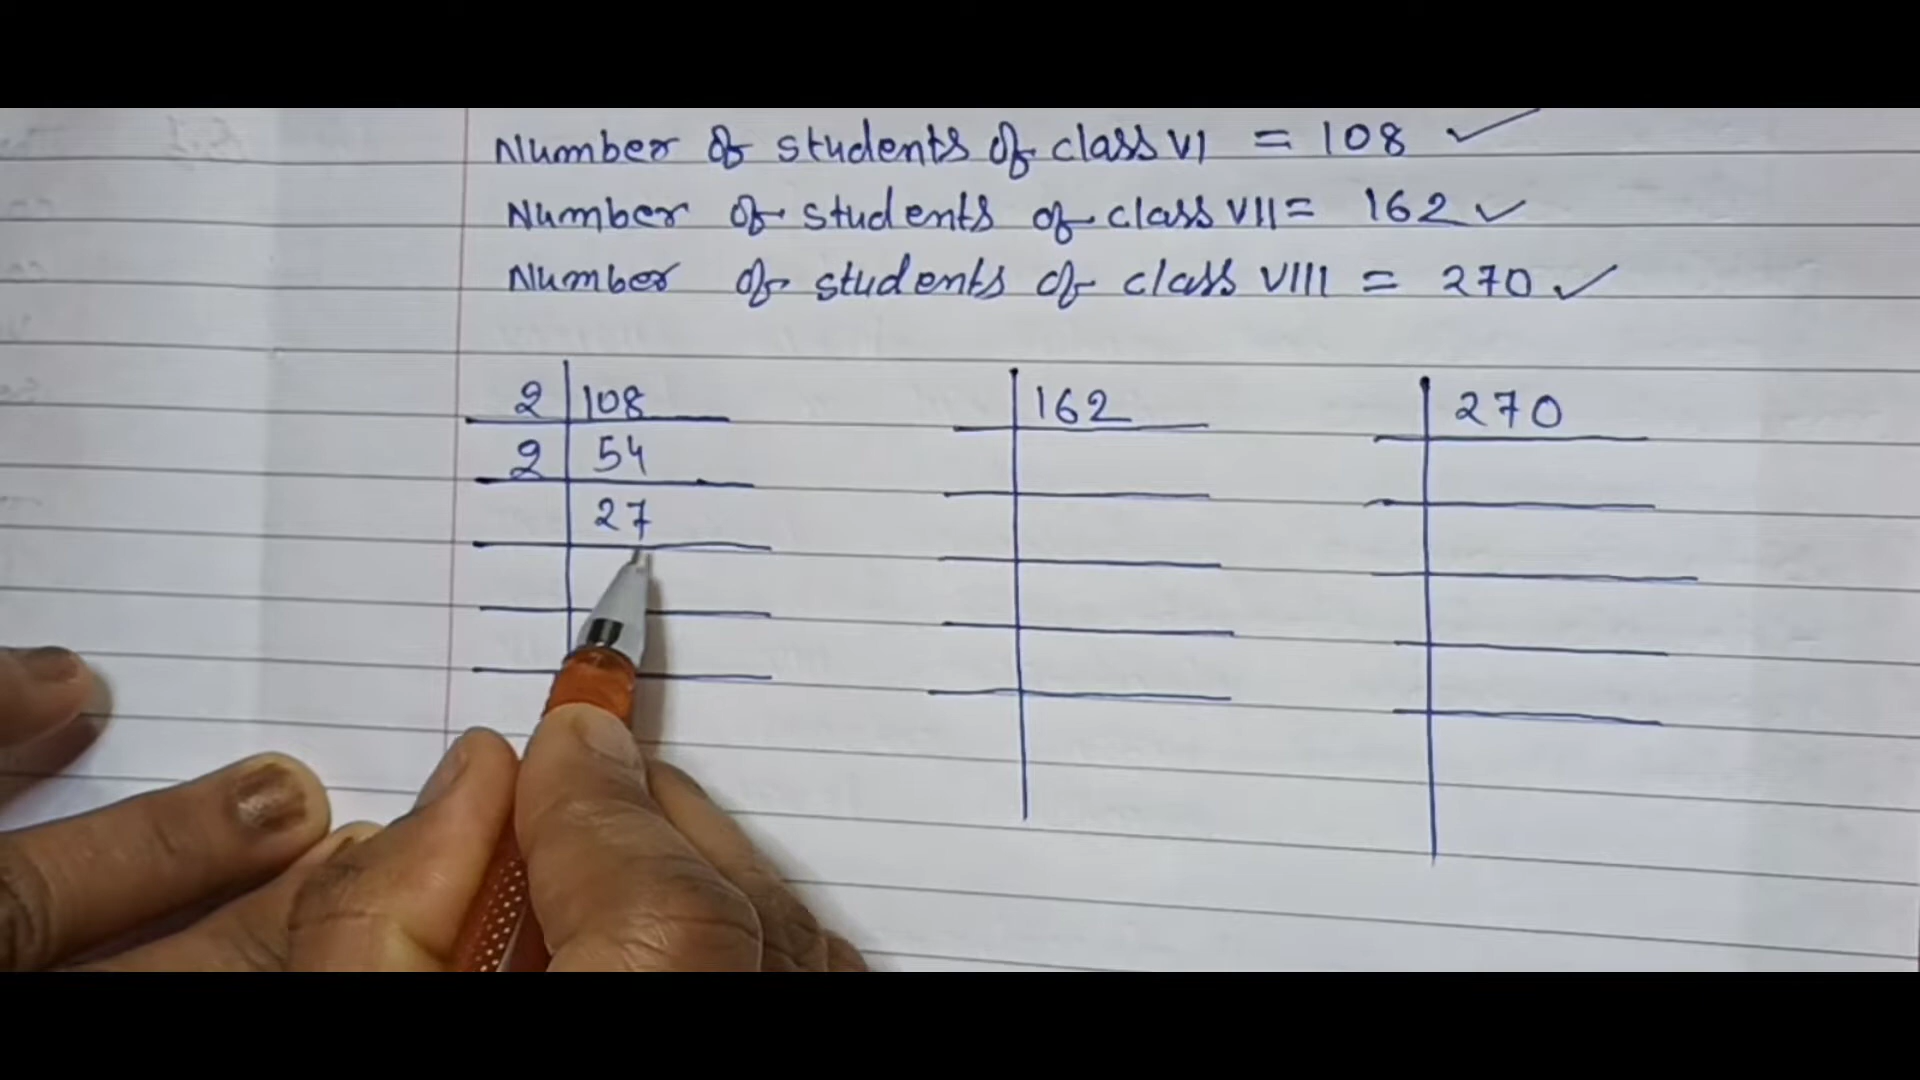 Number of students of class VI = 108 ✓
Number of students of class VII = 162 ✓
Number of students of class VIII = 270 ✓
2 | 108 | 162 | 270
2 | 54
27